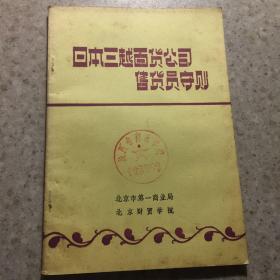 日本三越百货公司
售货员守则
北京市第一商业局
北京财贸学院